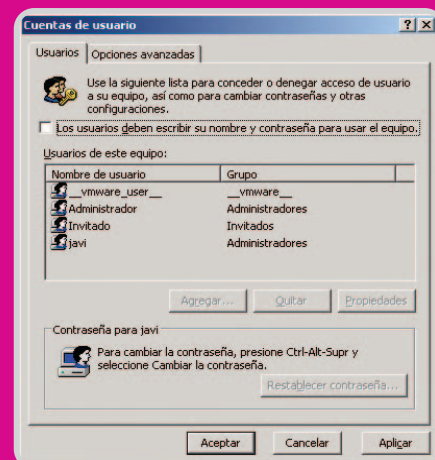 Cuentas de usuario
Usuarios
Opciones avanzadas
Use la siguiente lista para conceder o denegar acceso de usuario
a su equipo, así como para cambiar contraseñas y otras
configuraciones.
Los usuarios deben escribir su nombre y contraseña para usar el equipo.
Usuarios de este equipo:
Nombre de usuario Grupo
__vmware_user__ __vmware__
Administrador Administradores
Invitado Invitados
javi Administradores
Agregar... Quitar Propiedades
Contraseña para javi
Para cambiar la contraseña, presione Ctrl-Alt-Supr y
seleccione Cambiar la contraseña.
Restablecer contraseña...
Aceptar Cancelar Aplicar